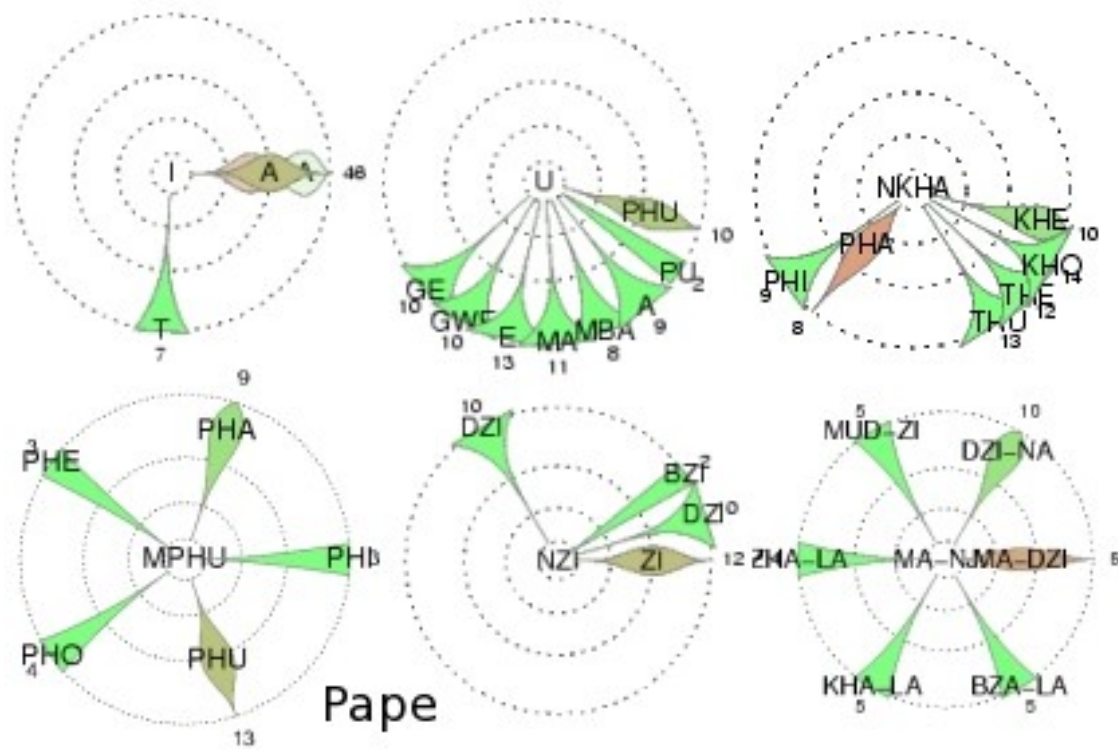 I A 46
T
7
U
PHU
10
PU
2
GE
10
GWE
10
E
13
MA
11
MBA
8
A
9
NKHA
KHE
10
KHO
14
THE
12
THU
13
PHA
8
PHI
9
MPHU
9
PHA
3
PHE
PHI
PHO
4
PHU
13
NZI
10
DZI
BZI
2
DZI
10
ZI
12
5
MUD-ZI
10
DZI-NA
MA-DZI
KHA-LA
5
BZA-LA
5
Pape